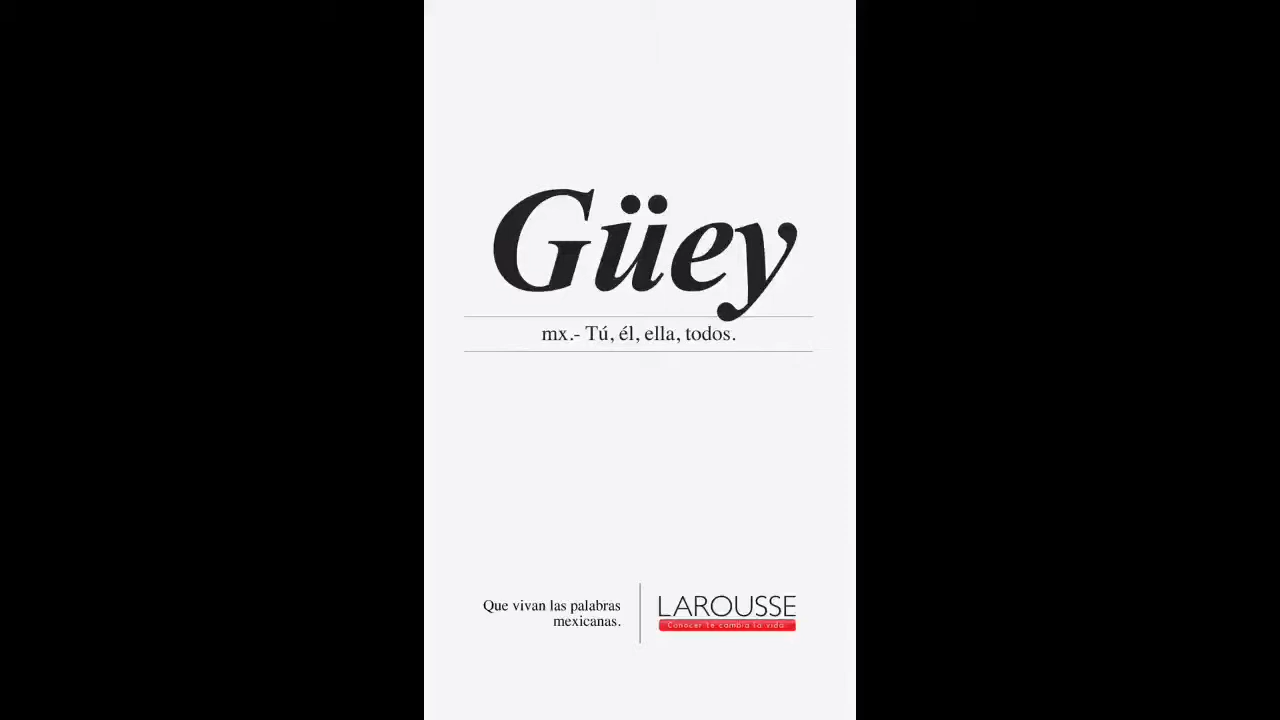 Güey
mx.- Tú, él, ella, todos.
Que vivan las palabras
mexicanas.
LAROUSSE
Conocer te cambia la vida